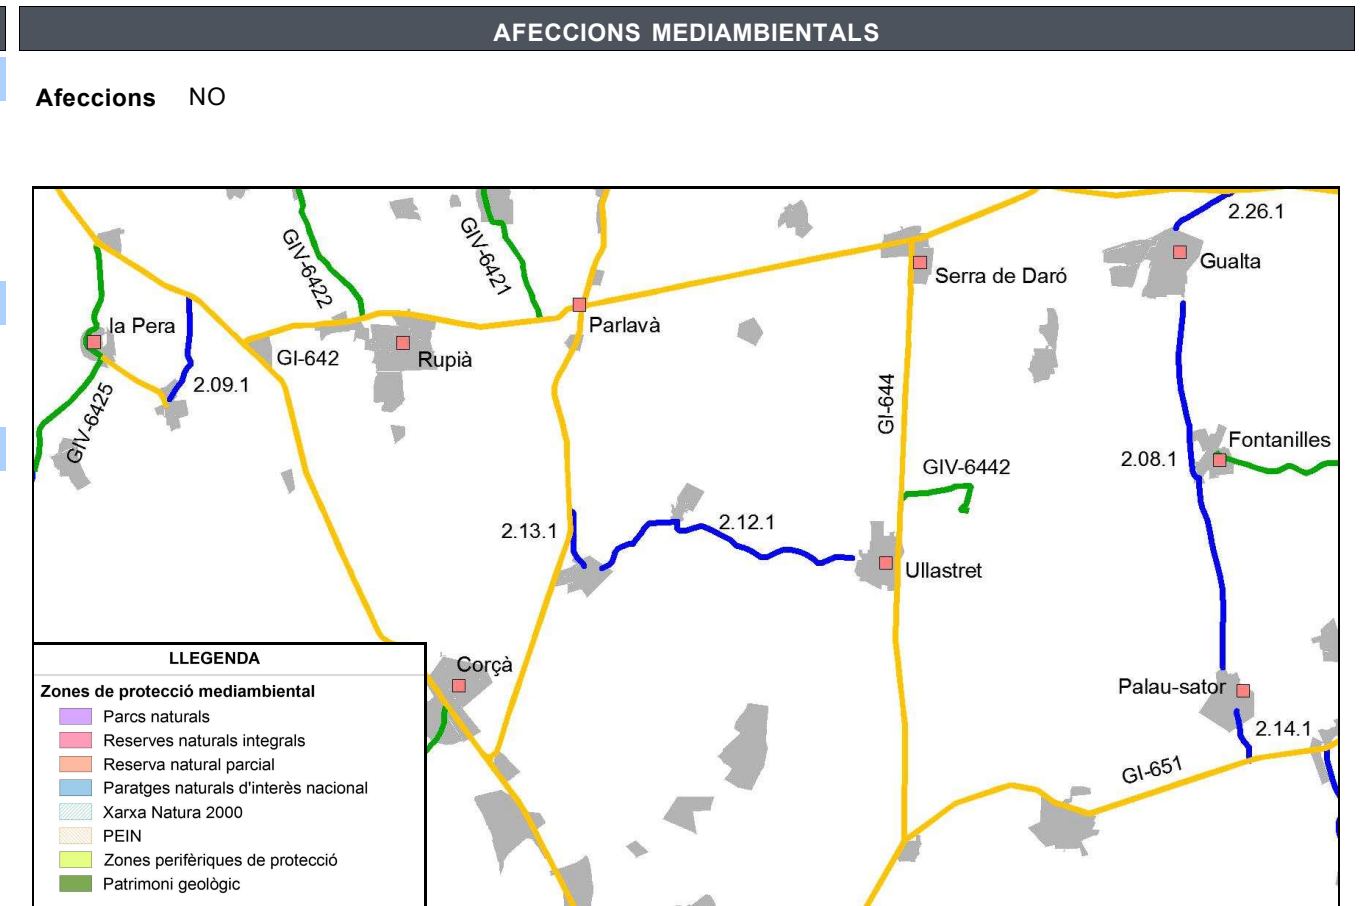 AFECCIONS MEDIAMBIENTALS
Afeccions NO
2.26.1
GIV-6422
GIV-6421
Gualta
Serra de Daró
la Pera
Parlavà
GI-642
Rupià
2.09.1
GI-644
GIV-6425
Fontanilles
2.08.1
GIV-6442
2.13.1
2.12.1
Ullastret
Corçà
Palau-sator
2.14.1
GI-651
LLEGENDA
Zones de protecció mediambiental
Parcs naturals
Reserves naturals integrals
Reserva natural parcial
Paratges naturals d'interès nacional
Xarxa Natura 2000
PEIN
Zones perifèriques de protecció
Patrimoni geològic